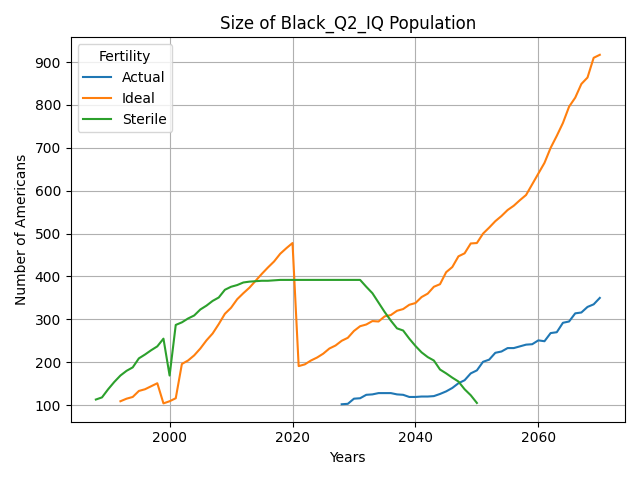 Size of Black_Q2_IQ Population
Fertility
Actual
Ideal
Sterile
Number of Americans
900
800
700
600
500
400
300
200
100
2000
2020
2040
2060
Years